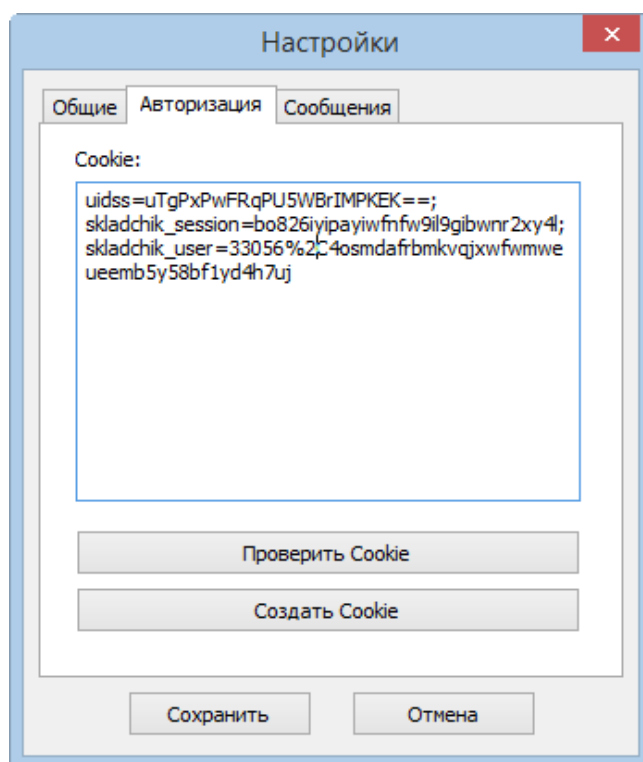 Настройки
Общие Авторизация Сообщения
Cookie:
uidss=uTgPxPwFRqPU5WBrIMPKEK==;
skladchik_session=bo826iyipayiwfnfw9il9gibwnr2xy4l;
skladchik_user=33056%2C4osmdafrbmkvqjxwfwmwe
ueemb5y58bf1yd4h7uj
Проверить Cookie
Создать Cookie
Сохранить Отмена